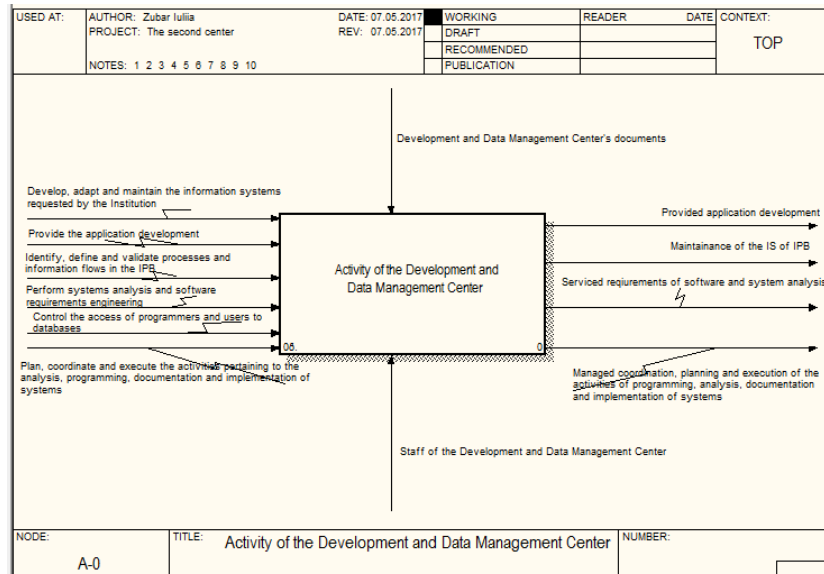 USED AT:
AUTHOR: Zubar Iuliia
DATE: 07.05.2017
WORKING
READER
DATE
CONTEXT:
PROJECT: The second center
REV: 07.05.2017
DRAFT
TOP
RECOMMENDED
NOTES: 1 2 3 4 5 6 7 8 9 10
PUBLICATION
Development and Data Management Center's documents
Develop, adapt and maintain the information systems
requested by the Institution
Provide the application development
Identify, define and validate processes and
information flows in the IPB
Perform systems analysis and software
requirements engineering
Control the access of programmers and users to
databases
Plan, coordinate and execute the activities pertaining to the
analysis, programming, documentation and implementation of
systems
Activity of the Development and
Data Management Center
0в.
0
Provided application development
Maintainance of the IS of IPB
Serviced reqiurements of software and system analysis
Managed coordination, planning and execution of the
activities of programming, analysis, documentation
and implementation of systems
Staff of the Development and Data Management Center
NODE:
A-0
TITLE:
Activity of the Development and Data Management Center
NUMBER: